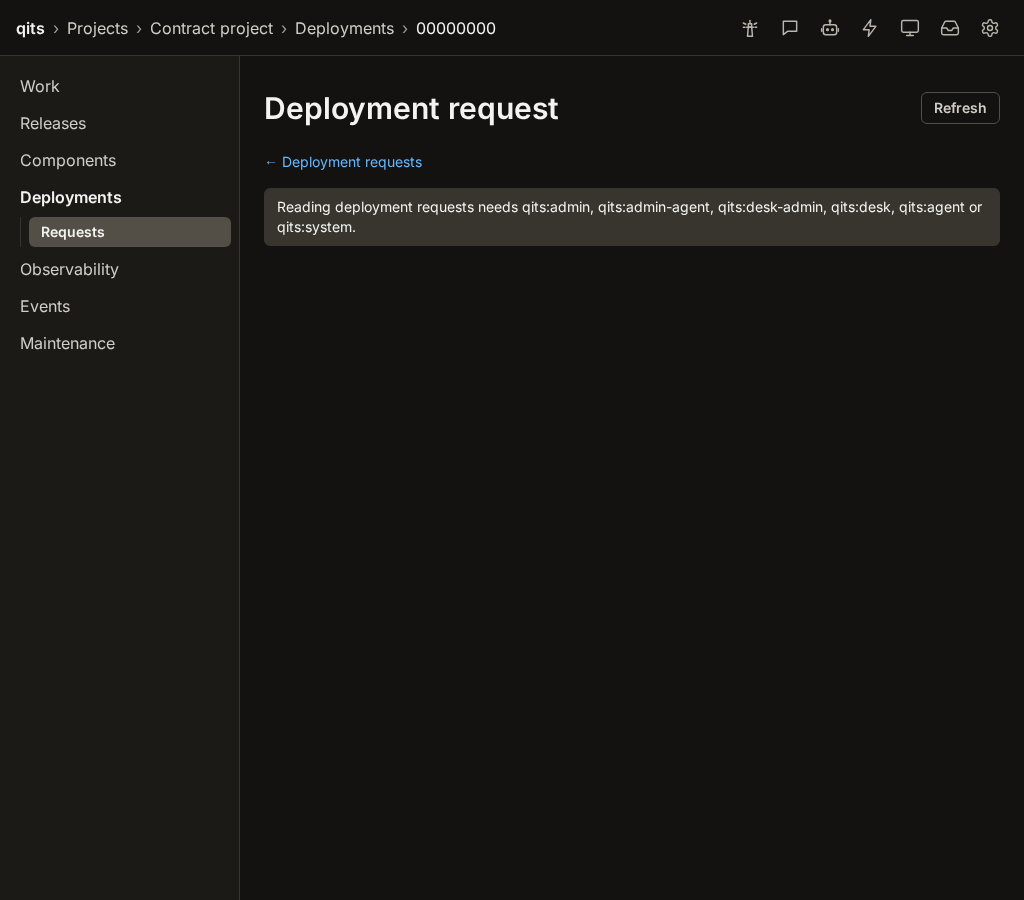 qits › Projects › Contract project › Deployments › 00000000
Work
Releases
Components
Deployments
Requests
Observability
Events
Maintenance
Deployment request
Refresh
← Deployment requests
Reading deployment requests needs qits:admin, qits:admin-agent, qits:desk-admin, qits:desk, qits:agent or
qits:system.